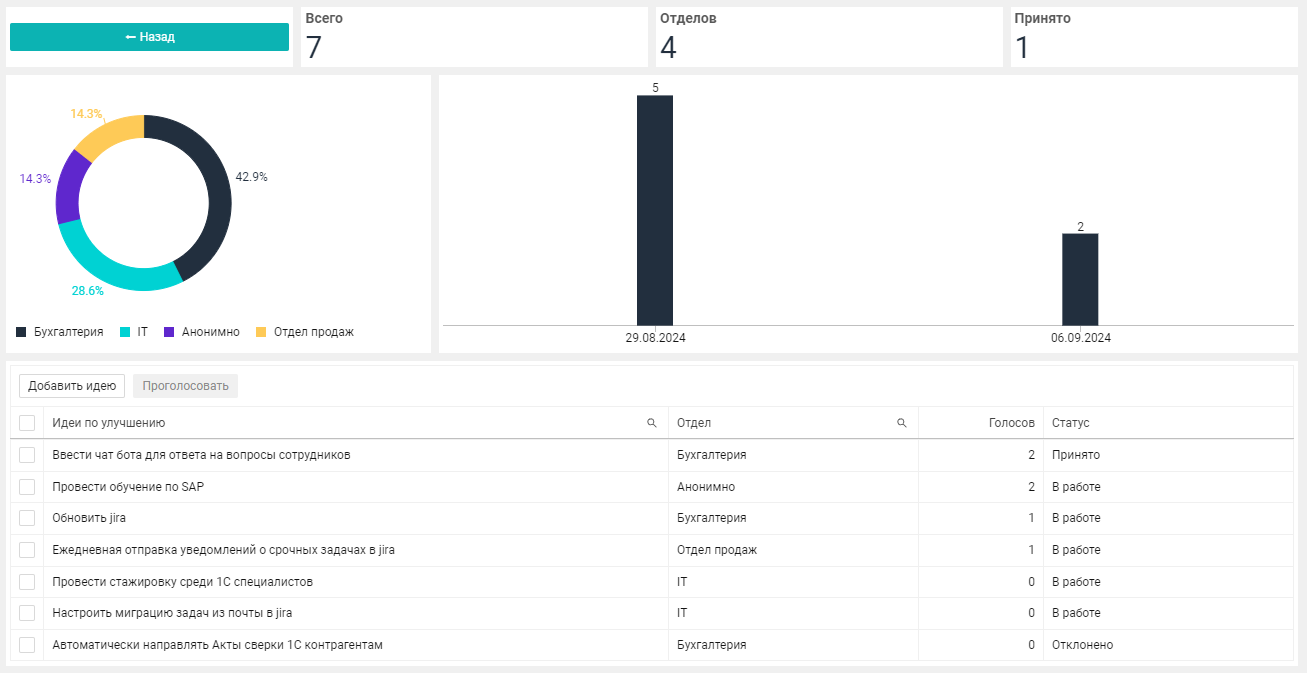 ← Назад
Всего
7
Отделов
4
Принято
1
14.3%
14.3%
42.9%
28.6%
Бухгалтерия IT Анонимно Отдел продаж
5
2
29.08.2024 06.09.2024
Добавить идею Проголосовать
Идеи по улучшению Отдел Голосов Статус
Ввести чат бота для ответа на вопросы сотрудников Бухгалтерия 2 Принято
Провести обучение по SAP Анонимно 2 В работе
Обновить jira Бухгалтерия 1 В работе
Ежедневная отправка уведомлений о срочных задачах в jira Отдел продаж 1 В работе
Провести стажировку среди 1С специалистов IT 0 В работе
Настроить миграцию задач из почты в jira IT 0 В работе
Автоматически направлять Акты сверки 1С контрагентам Бухгалтерия 0 Отклонено